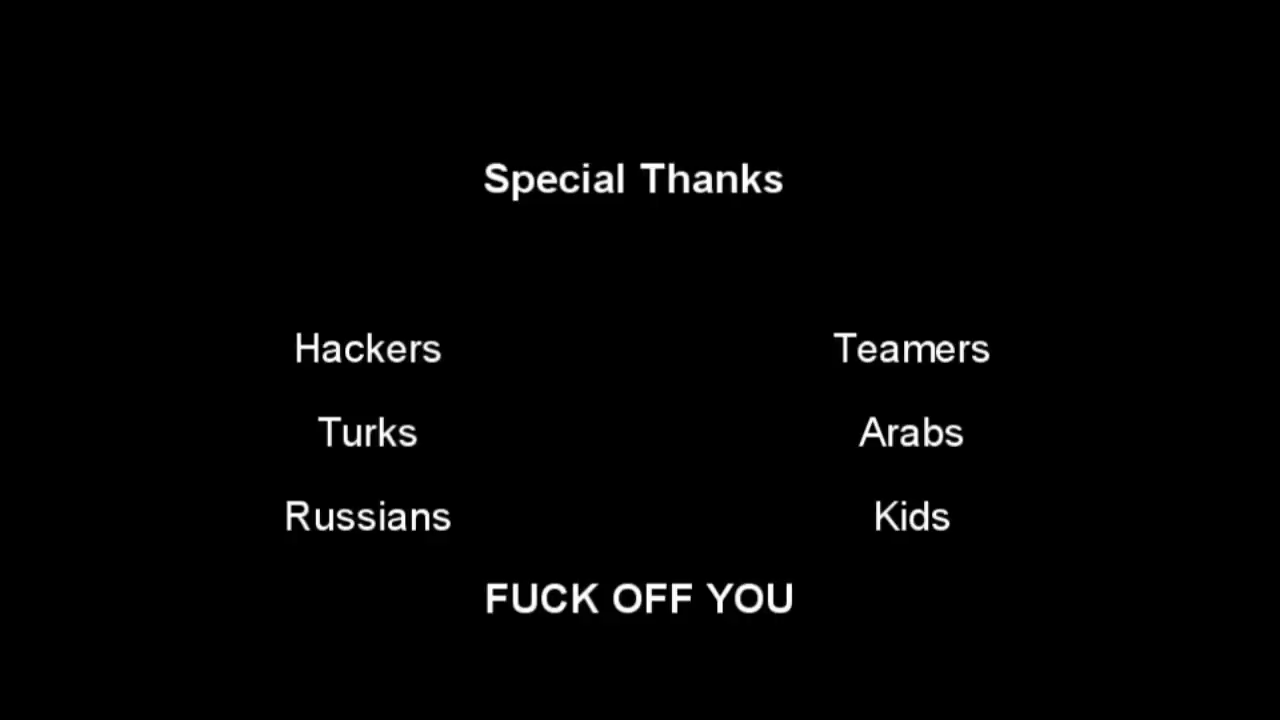 Special Thanks
Hackers Teamers
Turks Arabs
Russians Kids
FUCK OFF YOU